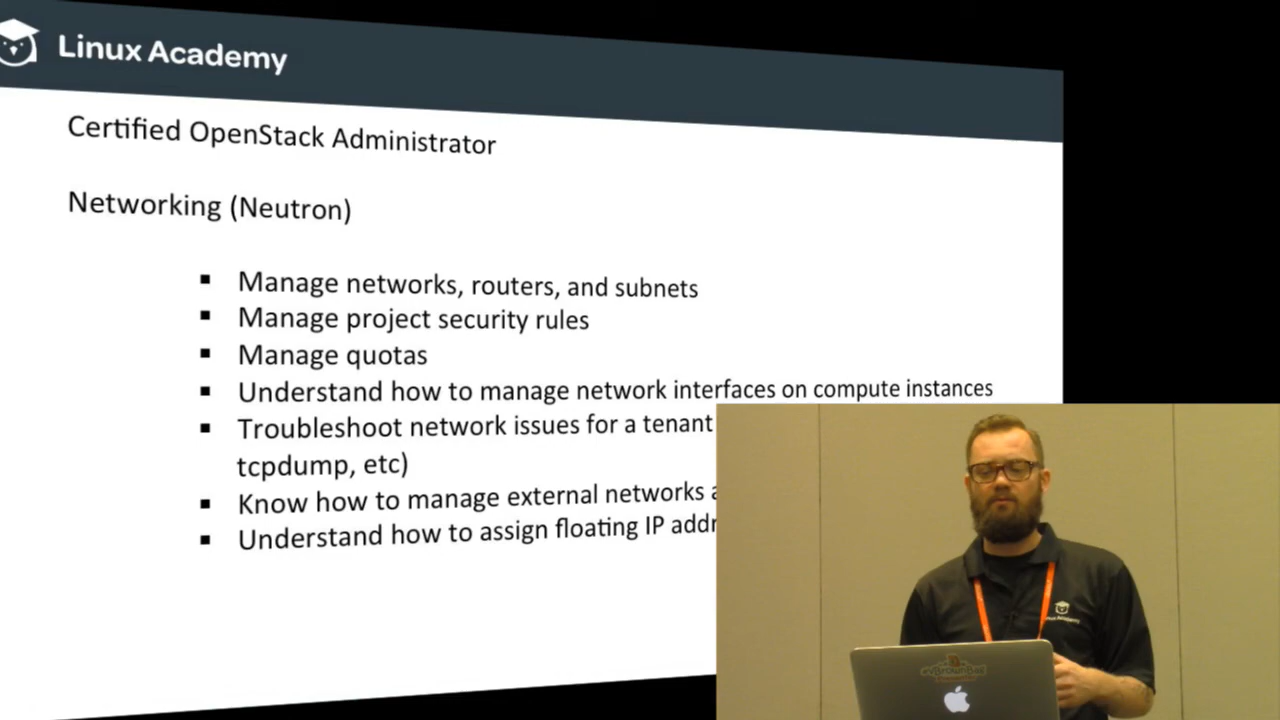 Linux Academy
Certified OpenStack Administrator
Networking (Neutron)
▪ Manage networks, routers, and subnets
▪ Manage project security rules
▪ Manage quotas
▪ Understand how to manage network interfaces on compute instances
▪ Troubleshoot network issues for a tenant
tcpdump, etc)
▪ Know how to manage external networks
▪ Understand how to assign floating IP
Linux Academy
#vBrownBag